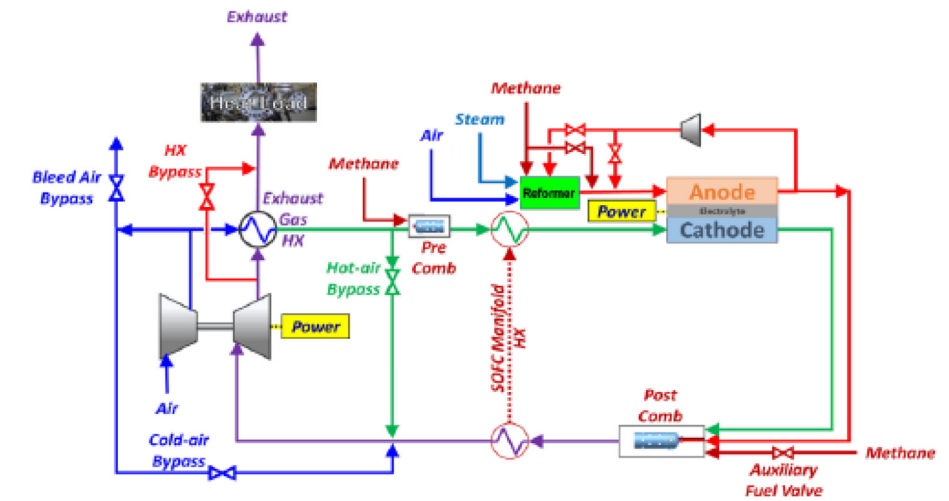 Exhaust
Heat Load
Methane
Steam
Air
HX
Bypass
Methane
Bleed Air
Bypass
Exhaust
Gas
HX
Reformer
Anode
Electrolyte
Cathode
Power
Pre
Comb
Hot-air
Bypass
Power
SOFC Manifold
HX
Air
Post
Comb
Cold-air
Bypass
Methane
Auxiliary
Fuel Valve